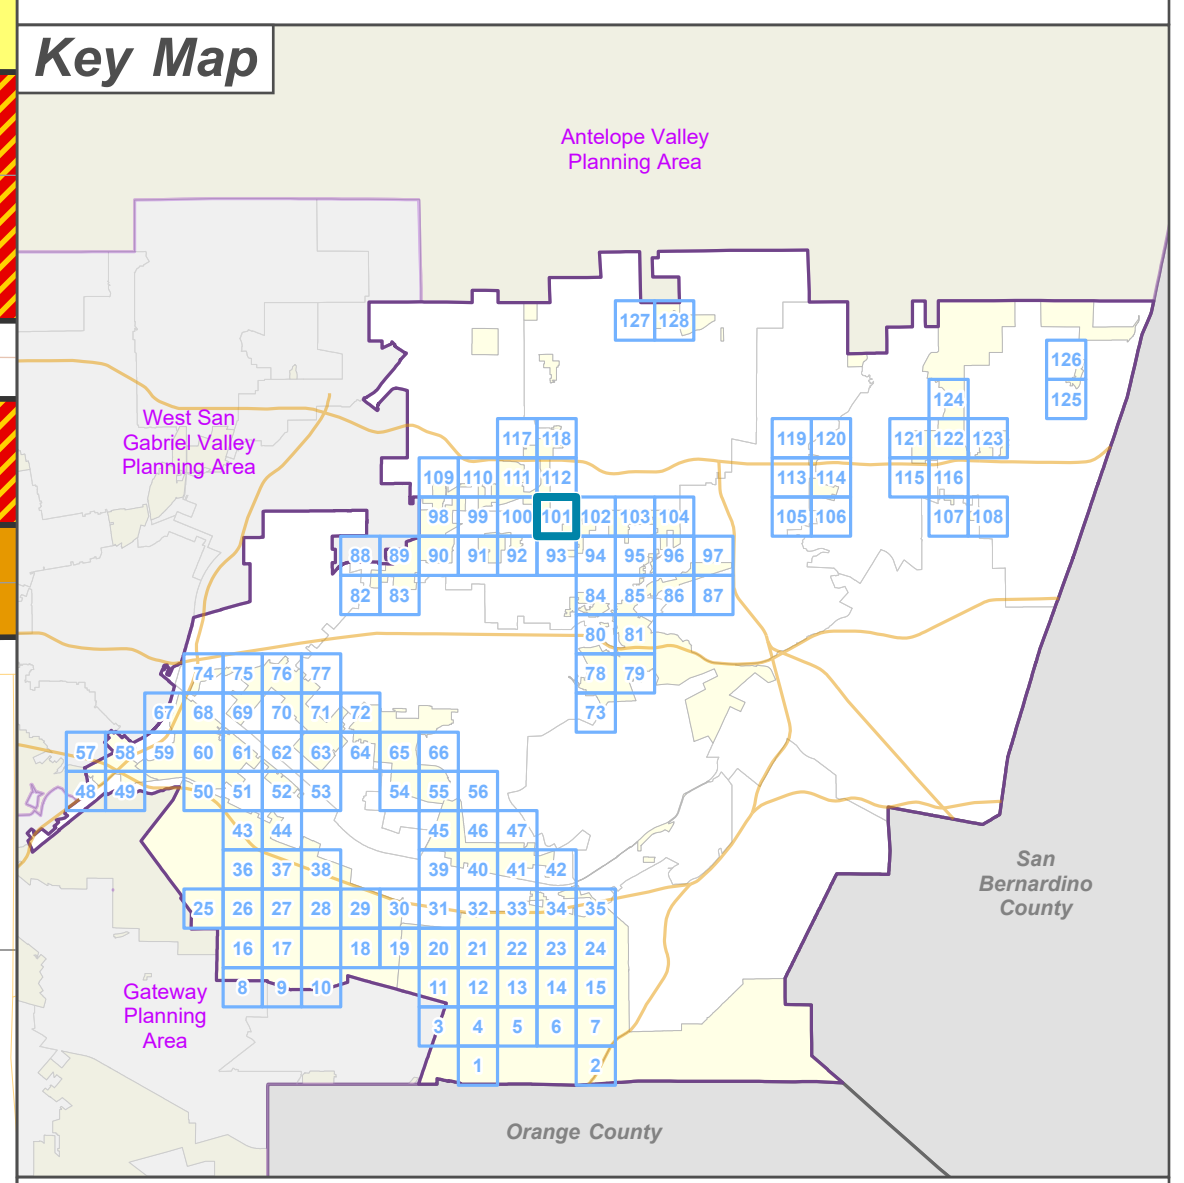 Key Map
Antelope Valley
Planning Area
127 128
126
125
124
West San
Gabriel Valley
Planning Area
117 118
119 120
121 122 123
109 110 111 112
113 114
115 116
98 99 100 101 102 103 104
105 106
107 108
88 89 90 91 92 93 94 95 96 97
82 83
84 85 86 87
80 81
74 75 76 77
78 79
67 68 69 70 71 72
73
57 58 59 60 61 62 63 64 65 66
48 49
50 51 52 53
54 55 56
43 44
45 46 47
36 37 38
39 40 41 42
San
Bernardino
County
25 26 27 28 29 30 31 32 33 34 35
16 17
18 19 20 21 22 23 24
8 9 10
11 12 13 14 15
Gateway
Planning
Area
3 4 5 6 7
1
2
Orange County